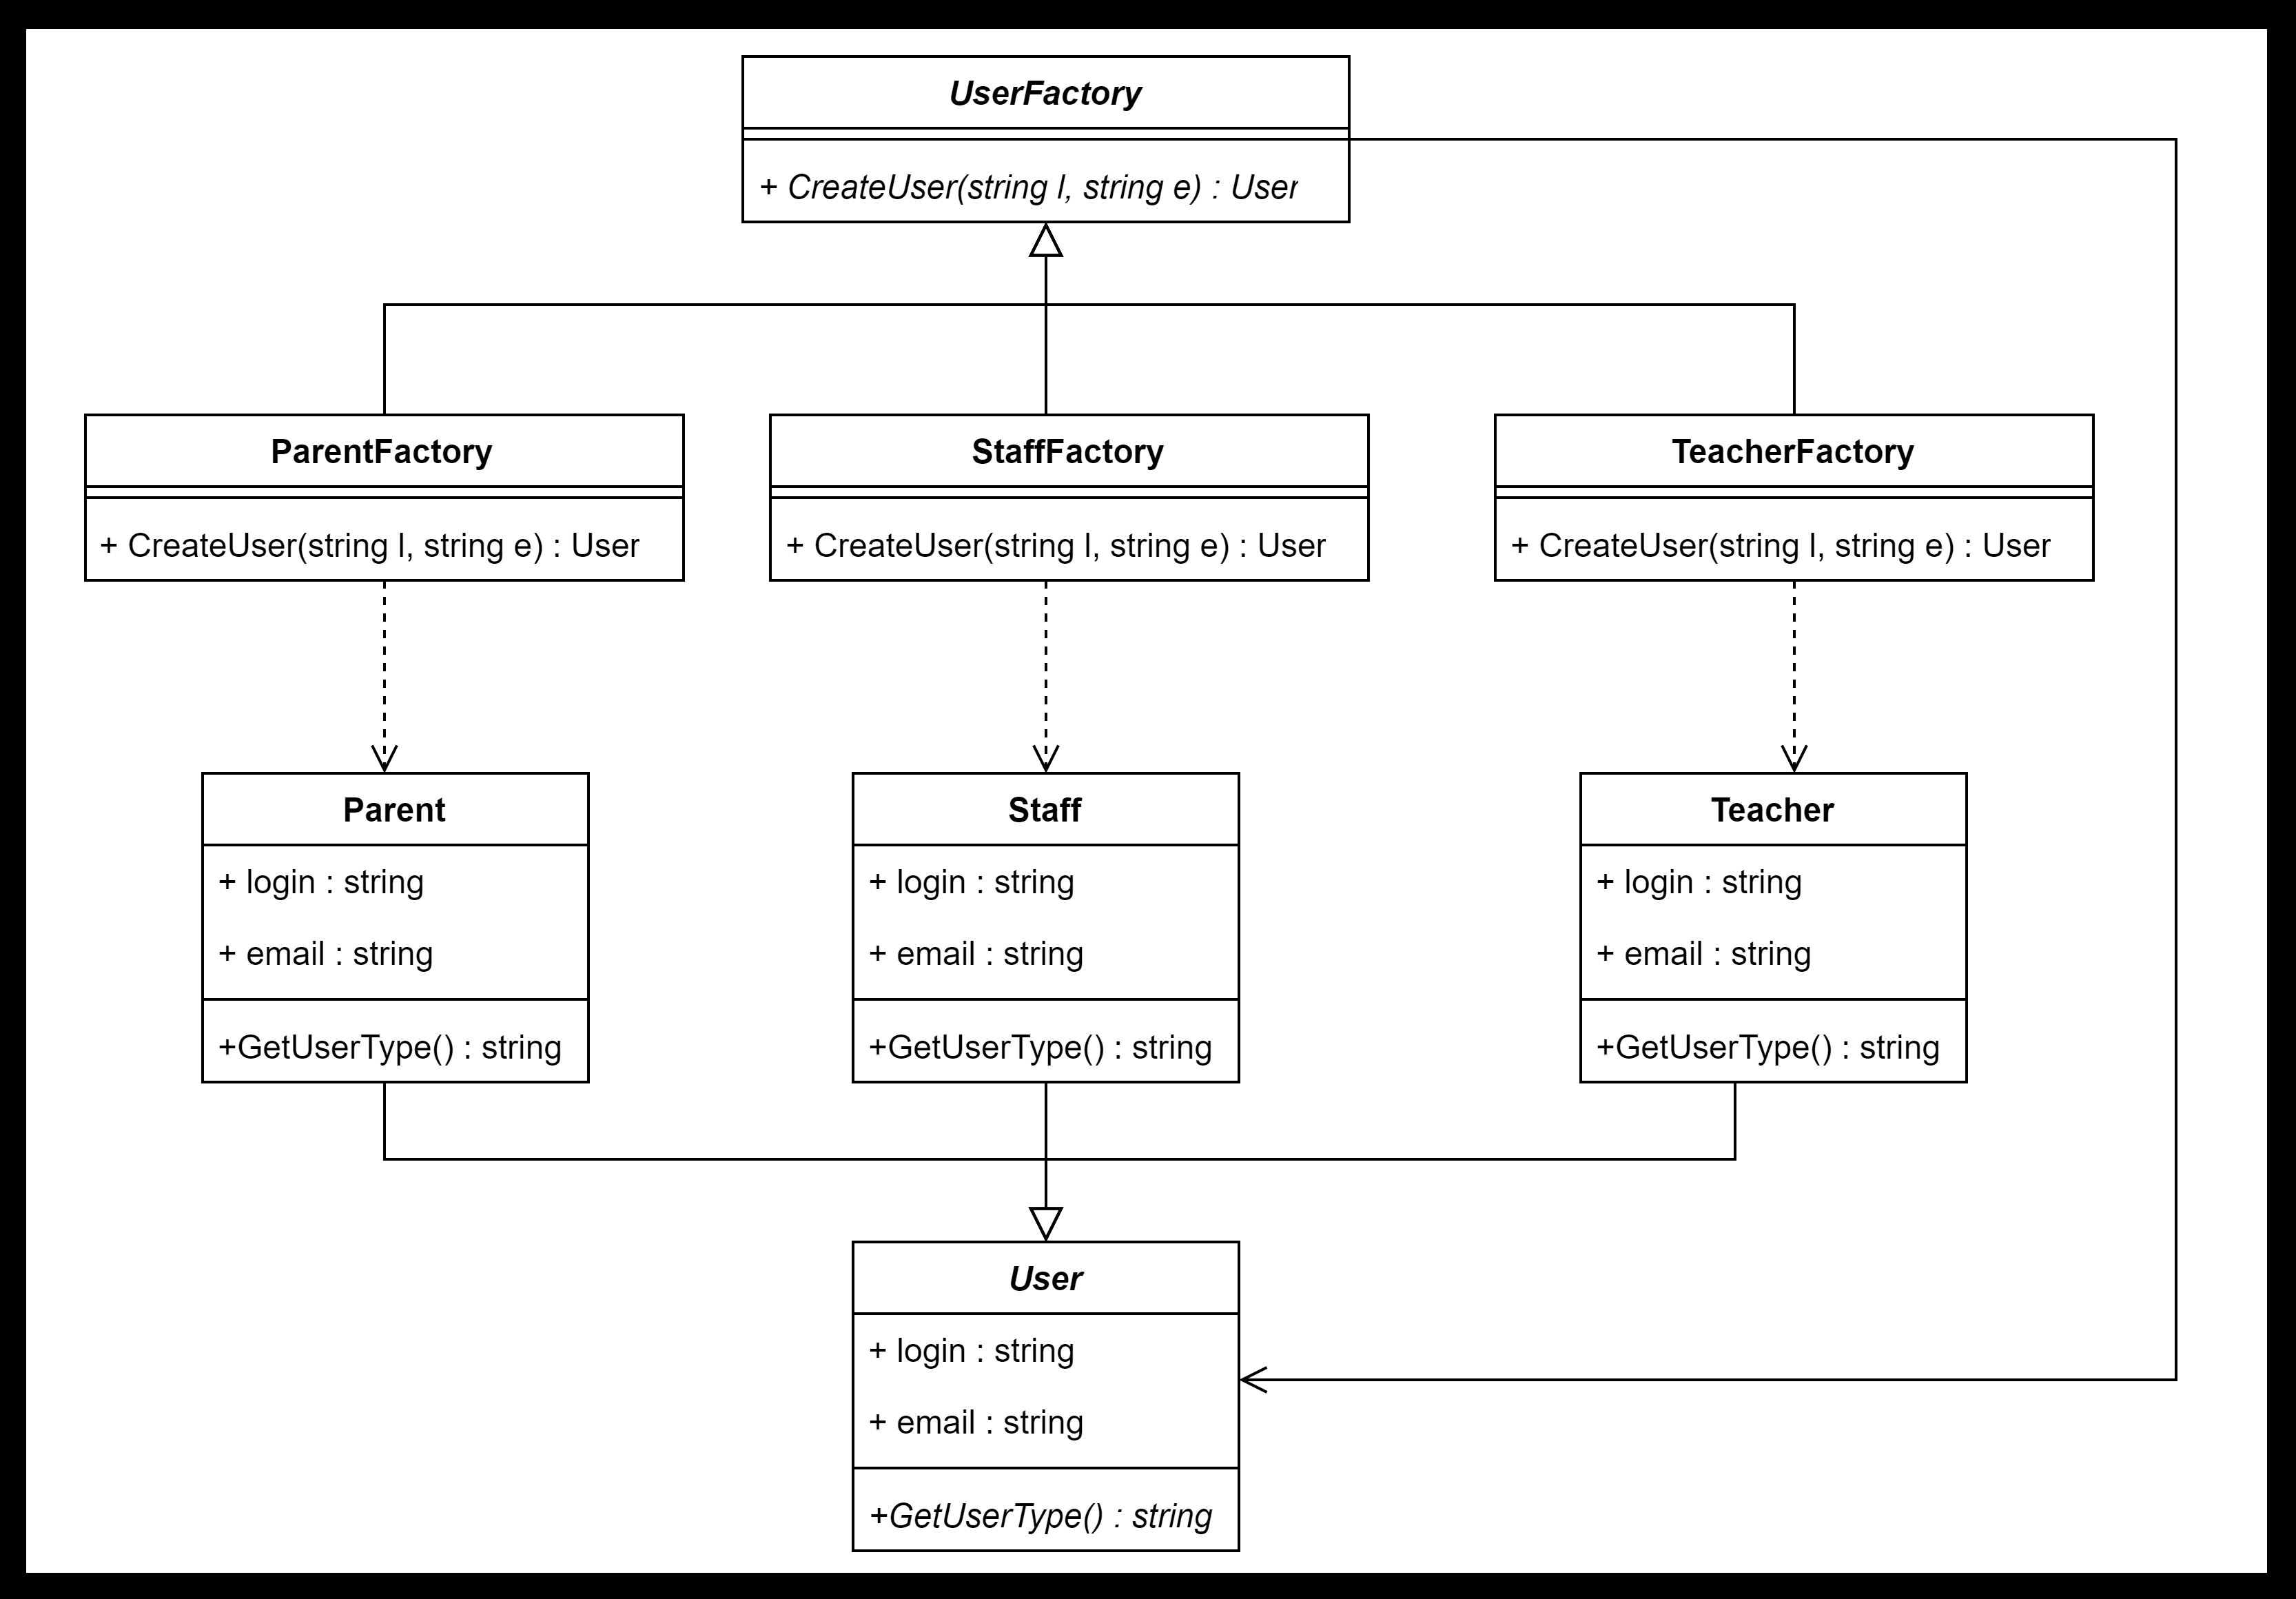 UserFactory
+ CreateUser(string l, string e) : User
ParentFactory
+ CreateUser(string l, string e) : User
StaffFactory
+ CreateUser(string l, string e) : User
TeacherFactory
+ CreateUser(string l, string e) : User
Parent
+ login : string
+ email : string
+GetUserType() : string
Staff
+ login : string
+ email : string
+GetUserType() : string
Teacher
+ login : string
+ email : string
+GetUserType() : string
User
+ login : string
+ email : string
+GetUserType() : string